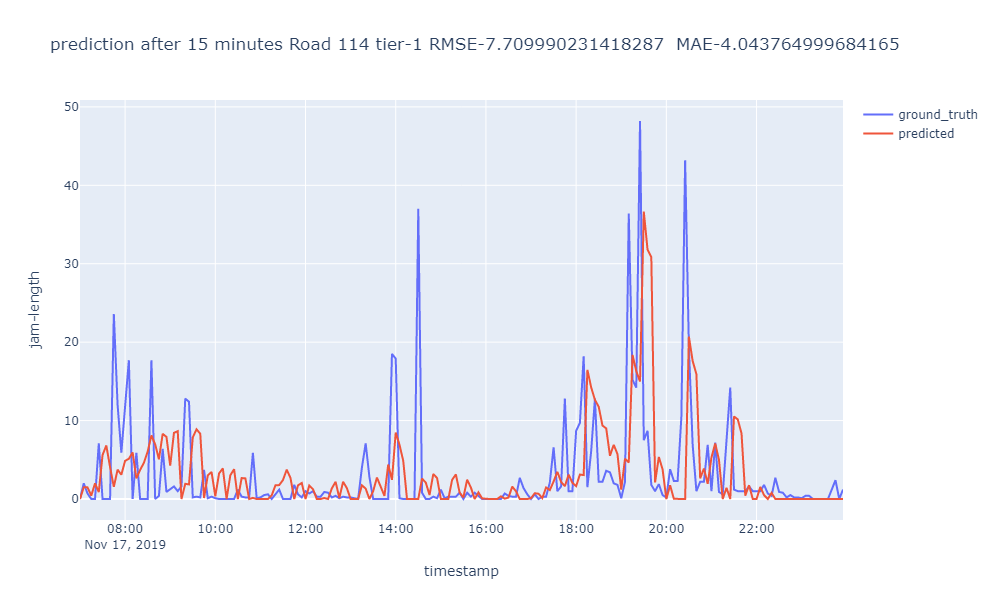 prediction after 15 minutes Road 114 tier-1 RMSE-7.709990231418287  MAE-4.043764999684165
ground_truth
predicted
50
40
30
20
10
0
jam-length
08:00 10:00 12:00 14:00 16:00 18:00 20:00 22:00
Nov 17, 2019
timestamp